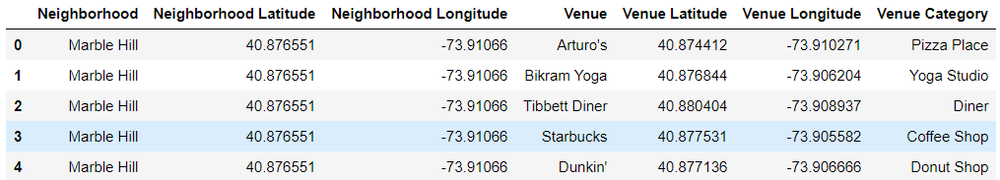 Neighborhood Neighborhood Latitude Neighborhood Longitude Venue Venue Latitude Venue Longitude Venue Category
0 Marble Hill 40.876551 -73.91066 Arturo's 40.874412 -73.910271 Pizza Place
1 Marble Hill 40.876551 -73.91066 Bikram Yoga 40.876844 -73.906204 Yoga Studio
2 Marble Hill 40.876551 -73.91066 Tibbett Diner 40.880404 -73.908937 Diner
3 Marble Hill 40.876551 -73.91066 Starbucks 40.877531 -73.905582 Coffee Shop
4 Marble Hill 40.876551 -73.91066 Dunkin' 40.877136 -73.906666 Donut Shop